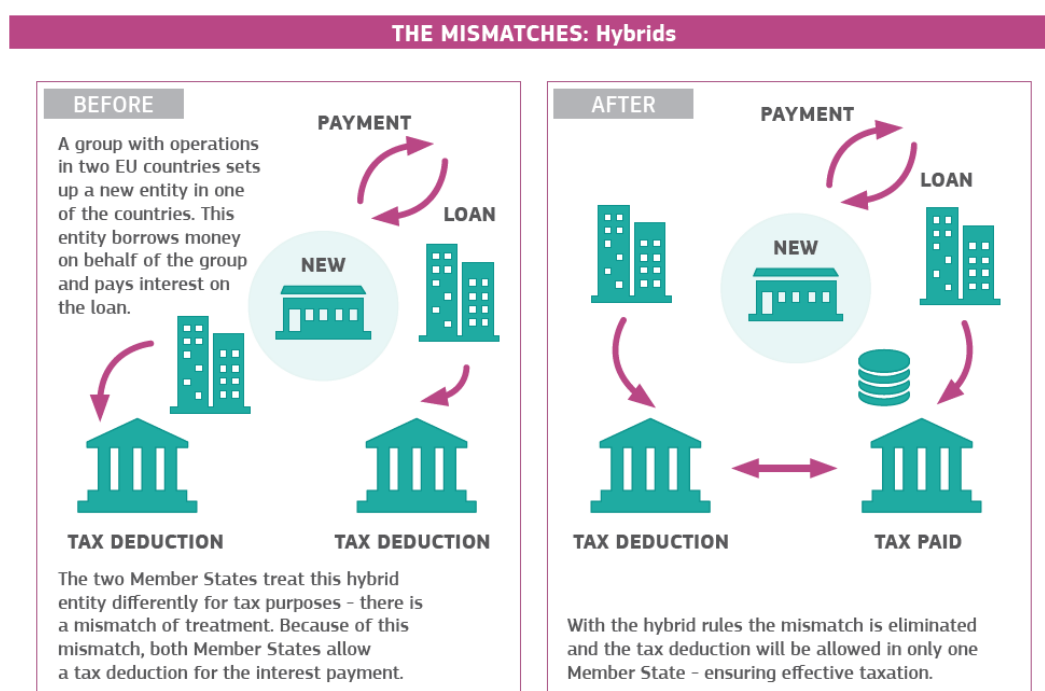 THE MISMATCHES: Hybrids
BEFORE
A group with operations
in two EU countries sets
up a new entity in one
of the countries. This
entity borrows money
on behalf of the group
and pays interest on
the loan.
PAYMENT
LOAN
NEW
TAX DEDUCTION
TAX DEDUCTION
The two Member States treat this hybrid
entity differently for tax purposes - there is
a mismatch of treatment. Because of this
mismatch, both Member States allow
a tax deduction for the interest payment.
AFTER
PAYMENT
LOAN
NEW
TAX DEDUCTION
TAX PAID
With the hybrid rules the mismatch is eliminated
and the tax deduction will be allowed in only one
Member State - ensuring effective taxation.